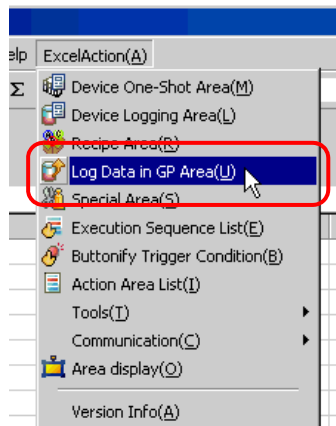 elp ExcelAction(A)
Σ
Device One-Shot Area(M)
Device Logging Area(L)
Recipe Area(R)
Log Data in GP Area(U)
Special Area(S)
Execution Sequence List(E)
Buttonify Trigger Condition(B)
Action Area List(I)
Tools(T)
Communication(C)
Area display(O)
Version Info(A)